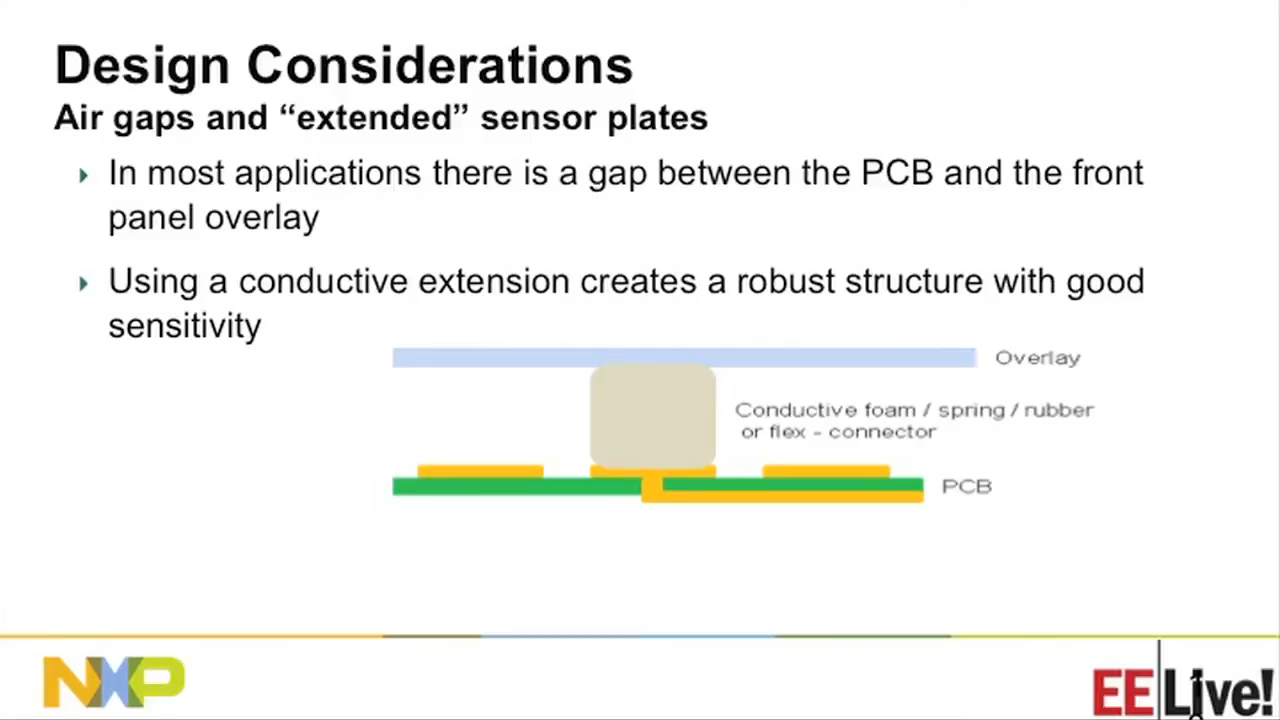 Design Considerations
Air gaps and “extended” sensor plates
In most applications there is a gap between the PCB and the front
panel overlay
Using a conductive extension creates a robust structure with good
sensitivity
Overlay
Conductive foam / spring / rubber
or flex - connector
PCB
NXP
EE Live!